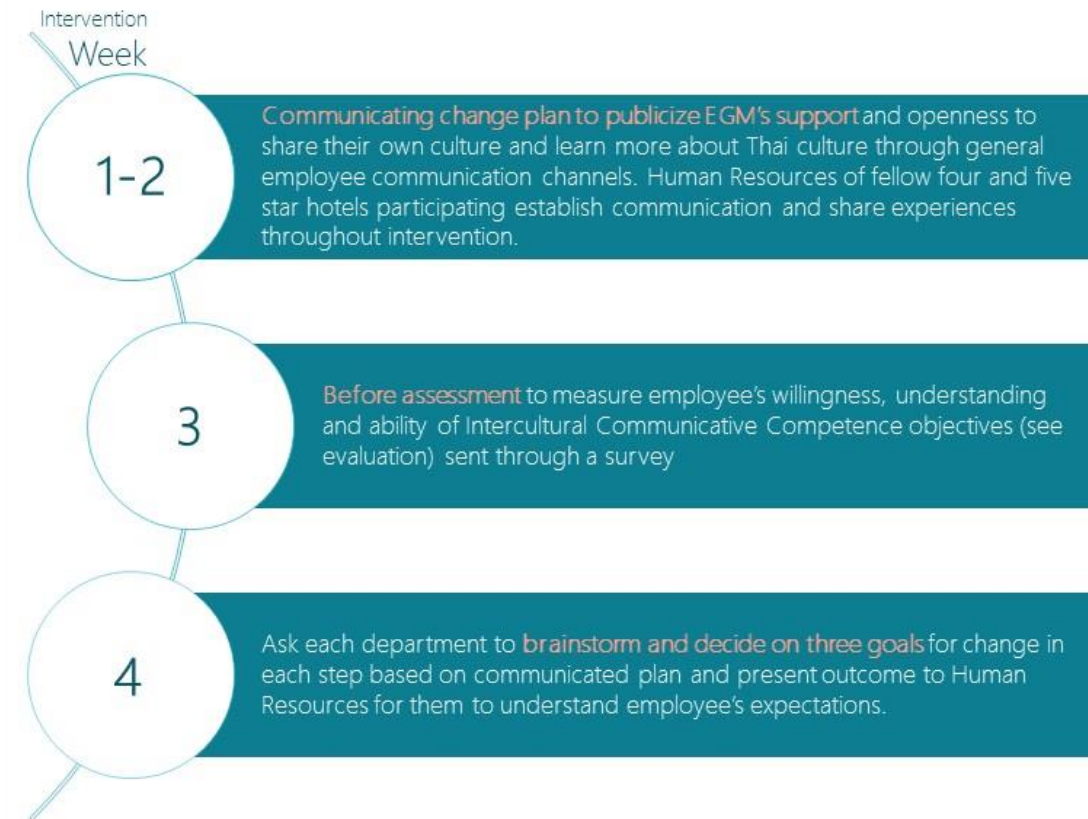 Intervention
Week
1-2
Communicating change plan to publicize EGM's support and openness to
share their own culture and learn more about Thai culture through general
employee communication channels. Human Resources of fellow four and five
star hotels participating establish communication and share experiences
throughout intervention.
3
Before assessment to measure employee's willingness, understanding
and ability of Intercultural Communicative Competence objectives (see
evaluation) sent through a survey
4
Ask each department to brainstorm and decide on three goals for change in
each step based on communicated plan and present outcome to Human
Resources for them to understand employee's expectations.